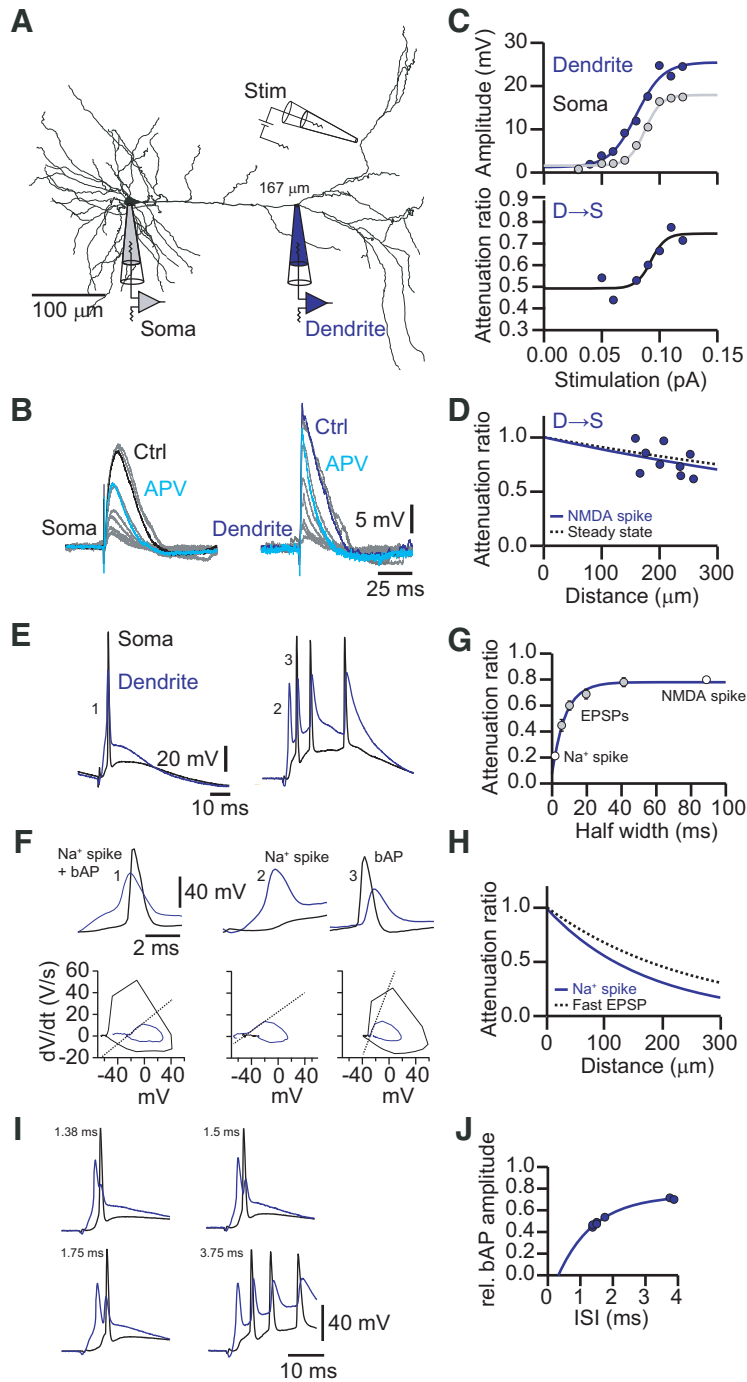 A
Stim
167 µm
100 µm
Soma
Dendrite
B
Ctrl
APV
Soma
Ctrl
APV
Dendrite
5 mV
25 ms
C
30
20
10
0
Amplitude (mV)
Dendrite
Soma
0.9
0.8
0.7
0.6
0.5
0.4
0.3
Attenuation ratio
D→S
0.00
0.05
0.10
0.15
Stimulation (pA)
D
D→S
1.0
0.5
0.0
Attenuation ratio
NMDA spike
Steady state
0
100
200
300
Distance (µm)
E
Soma
Dendrite
1
3
2
20 mV
10 ms
F
Na⁺ spike
+ bAP
1
40 mV
2 ms
Na⁺ spike
2
bAP
3
60
40
20
0
-20
dV/dt (V/s)
-40
0
40
mV
-40
0
40
mV
-40
0
40
mV
G
1.0
0.8
0.6
0.4
0.2
0.0
Attenuation ratio
NMDA spike
EPSPs
Na⁺ spike
0
20
40
60
80
100
Half width (ms)
H
1.0
0.5
0.0
Attenuation ratio
Na⁺ spike
Fast EPSP
0
100
200
300
Distance (µm)
I
1.38 ms
1.5 ms
1.75 ms
3.75 ms
40 mV
10 ms
J
1.0
0.8
0.6
0.4
0.2
0.0
rel. bAP amplitude
0
1
2
3
4
ISI (ms)